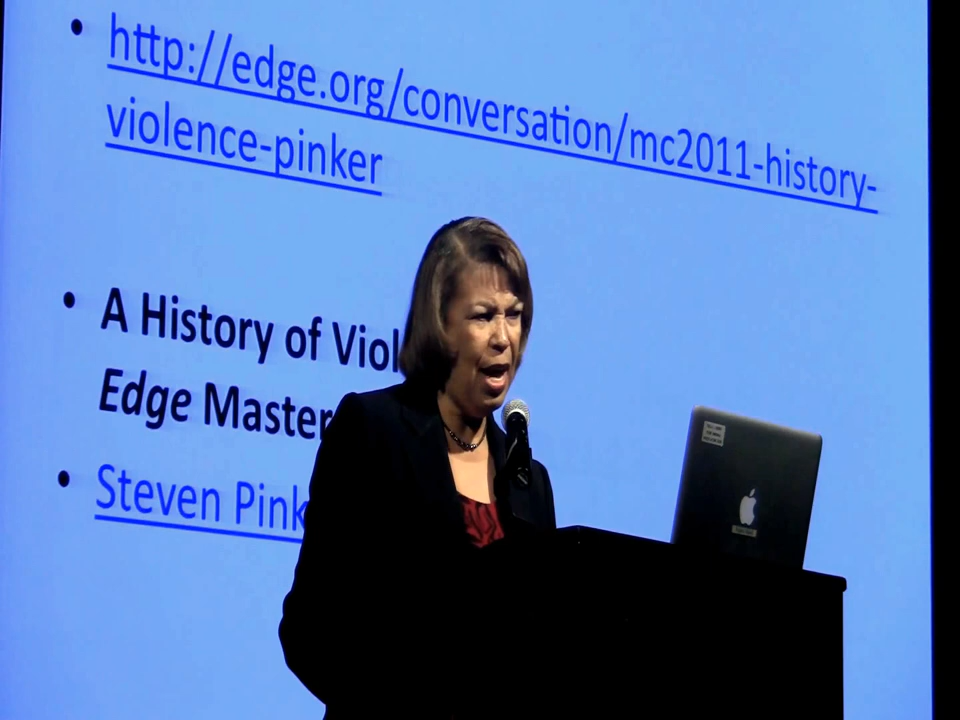 • http://edge.org/conversation/mc2011-history-
violence-pinker
• A History of Viol
Edge Master
• Steven Pink